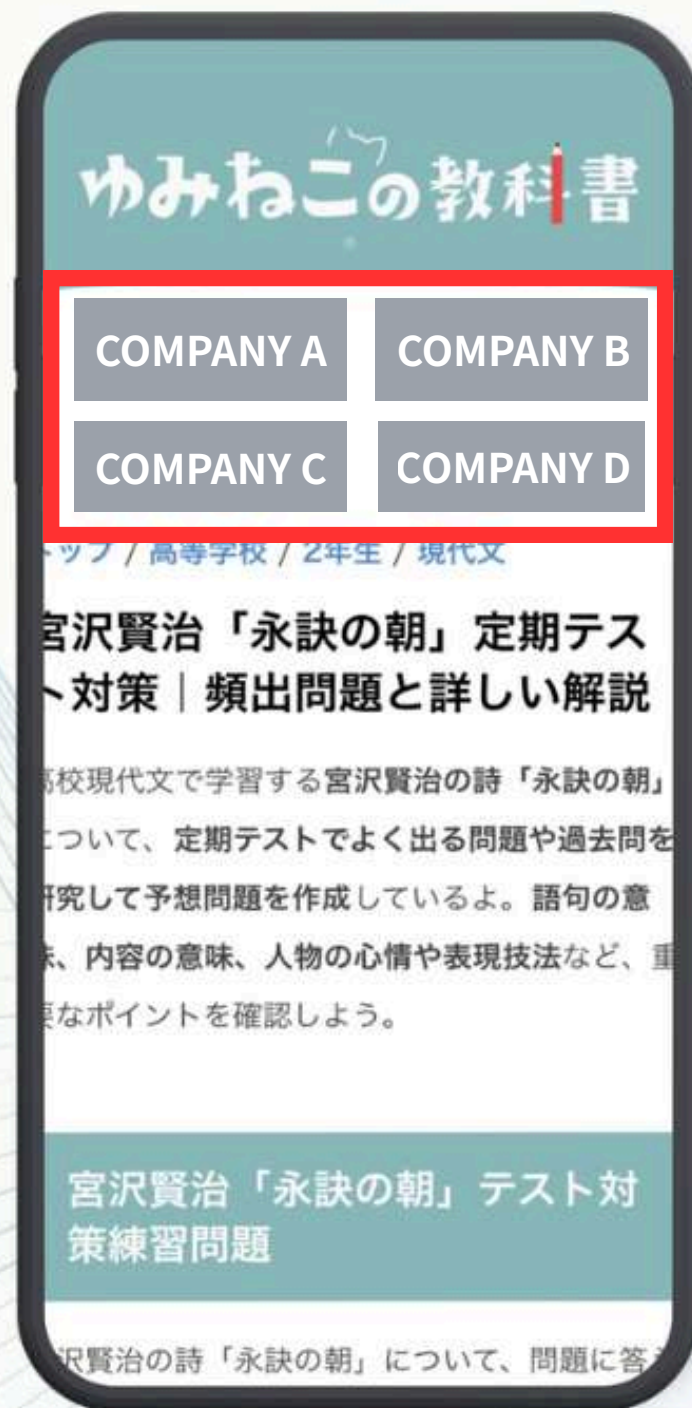 ゆみねこの教科書
COMPANY A COMPANY B
COMPANY C COMPANY D
トップ / 高等学校 / 2年生 / 現代文
宮沢賢治「永訣の朝」定期テス
ト対策｜頻出問題と詳しい解説
高校現代文で学習する宮沢賢治の詩「永訣の朝」
について、定期テストでよく出る問題や過去問を
研究して予想問題を作成しているよ。語句の意
味、内容の意味、人物の心情や表現技法など、重
要なポイントを確認しよう。
宮沢賢治「永訣の朝」テスト対
策練習問題
沢賢治の詩「永訣の朝」について、問題に答